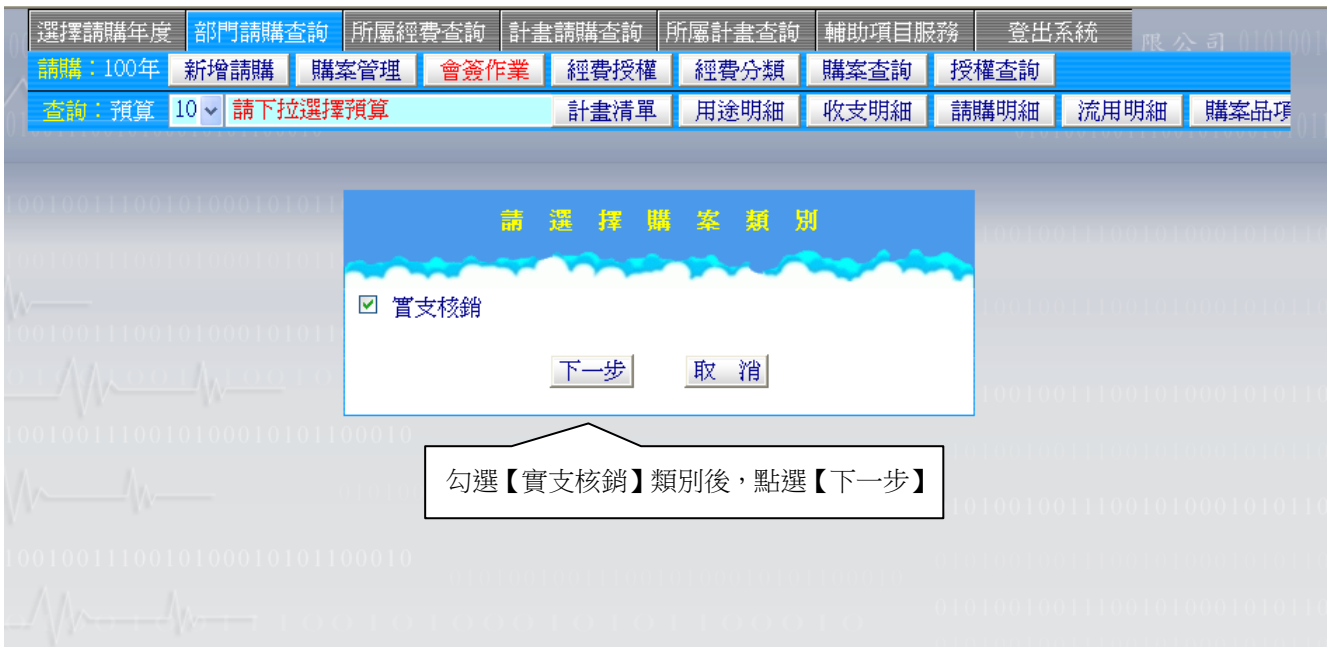 選擇請購年度 部門請購查詢 所屬經費查詢 計畫請購查詢 所屬計畫查詢 輔助項目服務 登出系統 限公司
請購：100年 新增請購 購案管理 會簽作業 經費授權 經費分類 購案查詢 授權查詢
查詢：預算 10 請下拉選擇預算 計畫清單 用途明細 收支明細 請購明細 流用明細 購案品項
請選擇購案類別
實支核銷
下一步 取消
勾選【實支核銷】類別後，點選【下一步】